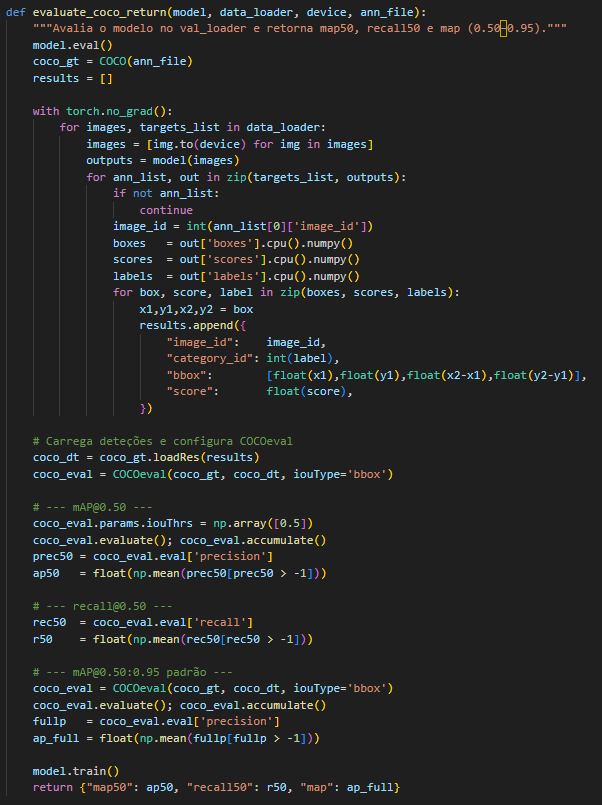 def evaluate_coco_return(model, data_loader, device, ann_file):
    """Avalia o modelo no val_loader e retorna map50, recall50 e map (0.50–0.95)."""
    model.eval()
    coco_gt = COCO(ann_file)
    results = []

    with torch.no_grad():
        for images, targets_list in data_loader:
            images = [img.to(device) for img in images]
            outputs = model(images)
            for ann_list, out in zip(targets_list, outputs):
                if not ann_list:
                    continue
                image_id = int(ann_list[0]['image_id'])
                boxes   = out['boxes'].cpu().numpy()
                scores  = out['scores'].cpu().numpy()
                labels  = out['labels'].cpu().numpy()
                for box, score, label in zip(boxes, scores, labels):
                    x1,y1,x2,y2 = box
                    results.append({
                        "image_id":    image_id,
                        "category_id": int(label),
                        "bbox":        [float(x1),float(y1),float(x2-x1),float(y2-y1)],
                        "score":       float(score),
                    })

    # Carrega deteções e configura COCOeval
    coco_dt = coco_gt.loadRes(results)
    coco_eval = COCOeval(coco_gt, coco_dt, iouType='bbox')

    # --- mAP@0.50 ---
    coco_eval.params.iouThrs = np.array([0.5])
    coco_eval.evaluate(); coco_eval.accumulate()
    prec50 = coco_eval.eval['precision']
    ap50   = float(np.mean(prec50[prec50 > -1]))

    # --- recall@0.50 ---
    rec50  = coco_eval.eval['recall']
    r50    = float(np.mean(rec50[rec50 > -1]))

    # --- mAP@0.50:0.95 padrão ---
    coco_eval = COCOeval(coco_gt, coco_dt, iouType='bbox')
    coco_eval.evaluate(); coco_eval.accumulate()
    fullp   = coco_eval.eval['precision']
    ap_full = float(np.mean(fullp[fullp > -1]))

    model.train()
    return {"map50": ap50, "recall50": r50, "map": ap_full}